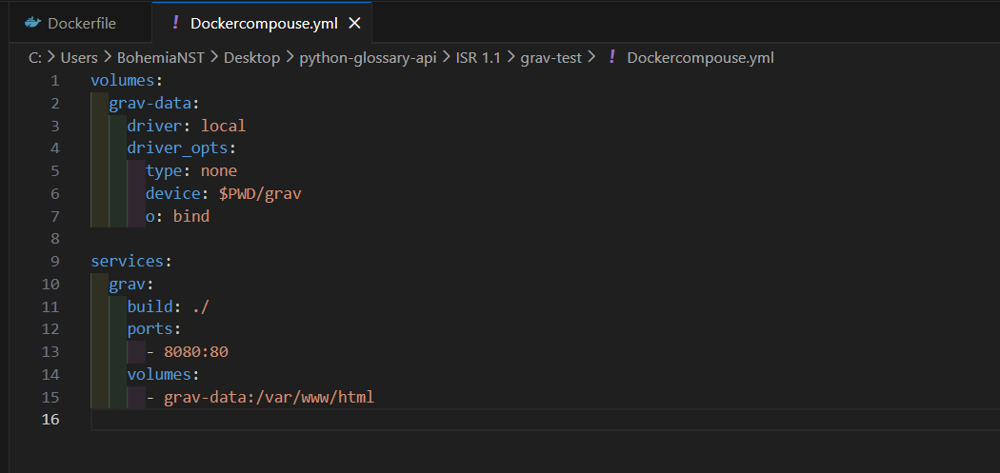 Dockerfile
! Dockercompouse.yml ×
C: > Users > BohemiaNST > Desktop > python-glossary-api > ISR 1.1 > grav-test > ! Dockercompouse.yml
1 volumes:
2   grav-data:
3     driver: local
4     driver_opts:
5       type: none
6       device: $PWD/grav
7       o: bind
8
9 services:
10   grav:
11     build: ./
12     ports:
13       - 8080:80
14     volumes:
15       - grav-data:/var/www/html
16